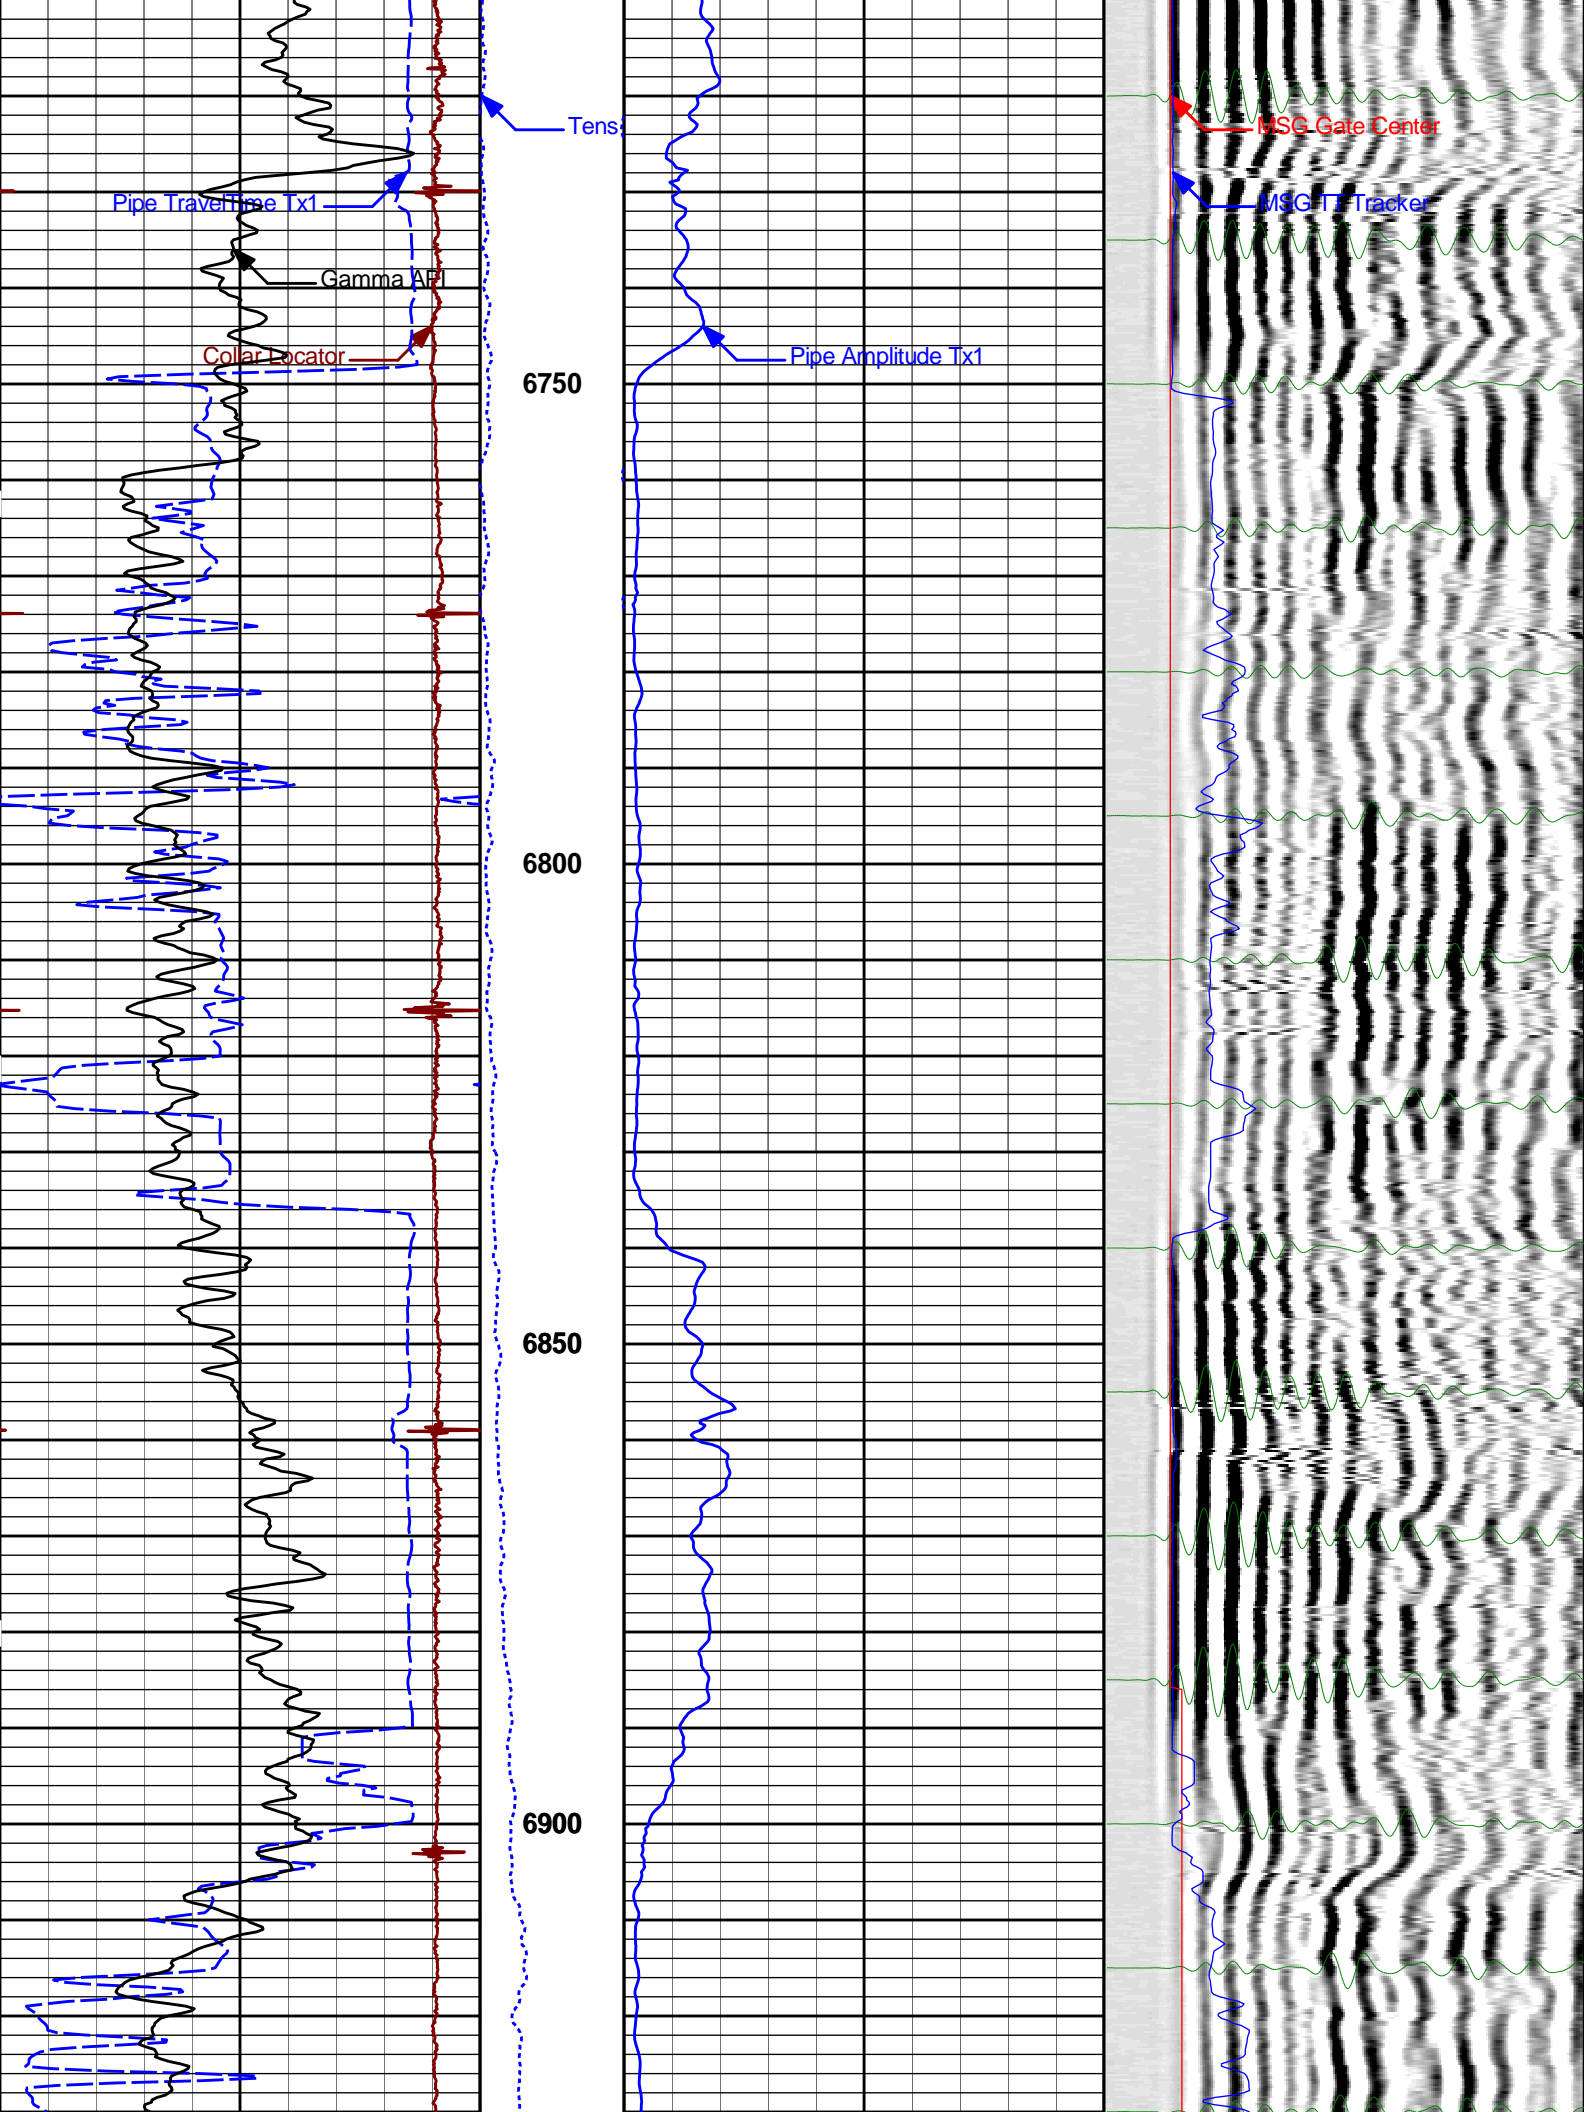 Tens
MSG Gate Center
Pipe TravelTime Tx1
MSG TT Tracker
Gamma API
Collar Locator
Pipe Amplitude Tx1
6750
6800
6850
6900